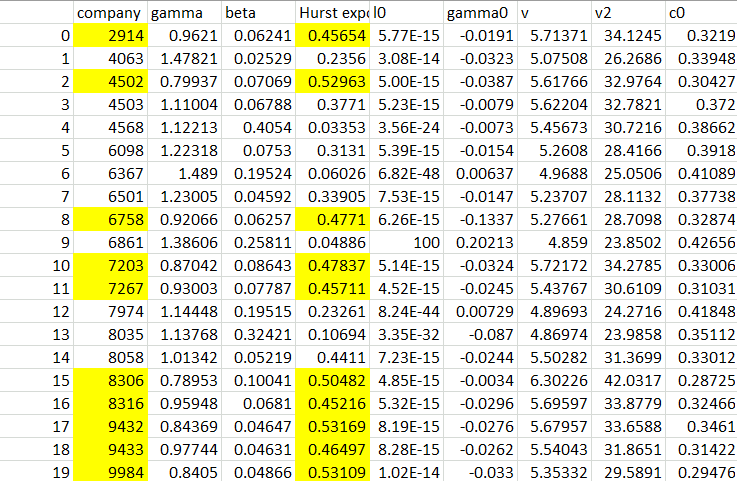 company gamma beta Hurst expo l0 gamma0 v v2 c0
0 2914 0.9621 0.06241 0.45654 5.77E-15 -0.0191 5.71371 34.1245 0.3219
1 4063 1.47821 0.02529 0.2356 3.08E-14 -0.0323 5.07508 26.2686 0.33948
2 4502 0.79937 0.07069 0.52963 5.00E-15 -0.0387 5.61766 32.9764 0.30427
3 4503 1.11004 0.06788 0.3771 5.23E-15 -0.0079 5.62204 32.7821 0.372
4 4568 1.12213 0.4054 0.03353 3.56E-24 -0.0073 5.45673 30.7216 0.38662
5 6098 1.22318 0.0753 0.3131 5.39E-15 -0.0154 5.2608 28.4166 0.3918
6 6367 1.489 0.19524 0.06026 6.82E-48 0.00637 4.9688 25.0506 0.41089
7 6501 1.23005 0.04592 0.33905 7.53E-15 -0.0147 5.23707 28.1132 0.37738
8 6758 0.92066 0.06257 0.4771 6.26E-15 -0.1337 5.27661 28.7098 0.32874
9 6861 1.38606 0.25811 0.04886 100 0.20213 4.859 23.8502 0.42656
10 7203 0.87042 0.08643 0.47837 5.14E-15 -0.0324 5.72172 34.2785 0.33006
11 7267 0.93003 0.07787 0.45711 4.52E-15 -0.0245 5.43767 30.6109 0.31031
12 7974 1.14448 0.19515 0.23261 8.24E-44 0.00729 4.89693 24.2716 0.41848
13 8035 1.13768 0.32421 0.10694 3.35E-32 -0.087 4.86974 23.9858 0.35112
14 8058 1.01342 0.05219 0.4411 7.23E-15 -0.0244 5.50282 31.3699 0.33012
15 8306 0.78953 0.10041 0.50482 4.85E-15 -0.0034 6.30226 42.0317 0.28725
16 8316 0.95948 0.0681 0.45216 5.32E-15 -0.0296 5.69597 33.8779 0.32466
17 9432 0.84369 0.04647 0.53169 8.19E-15 -0.0276 5.67957 33.6588 0.3461
18 9433 0.97744 0.04631 0.46497 8.28E-15 -0.0262 5.54043 31.8651 0.31422
19 9984 0.8405 0.04866 0.53109 1.02E-14 -0.033 5.35332 29.5891 0.29476